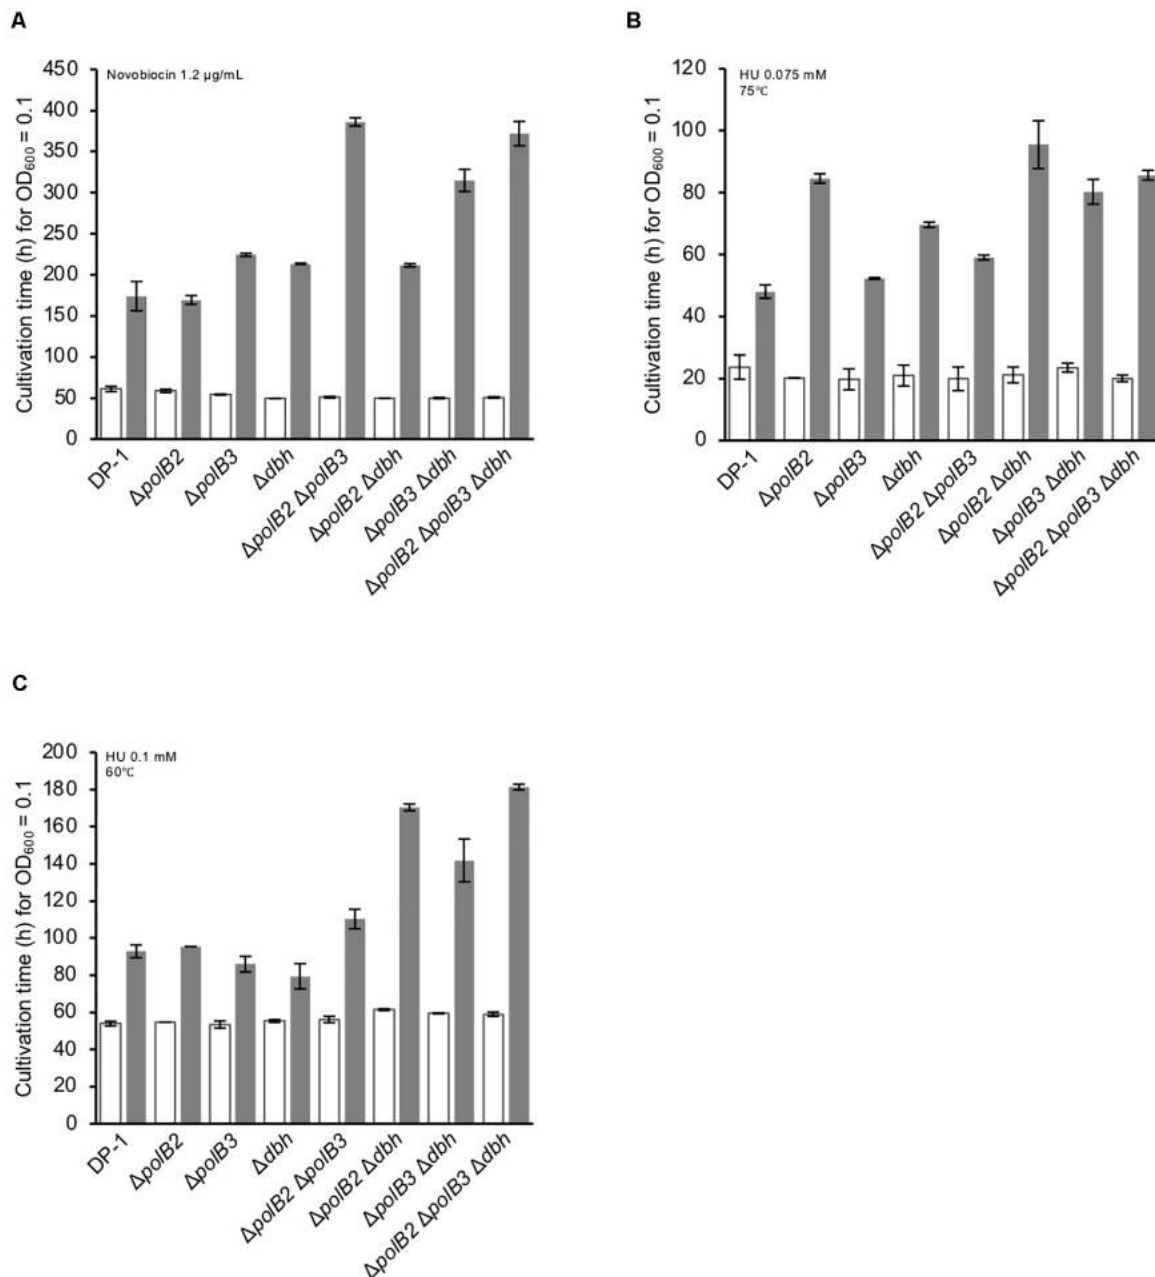 A
Novobiocin 1.2 µg/mL
Cultivation time (h) for OD600 = 0.1
450
400
350
300
250
200
150
100
50
0
DP-1
ΔpolB2
ΔpolB3
Δdbh
ΔpolB2 ΔpolB3
ΔpolB2 Δdbh
ΔpolB3 Δdbh
ΔpolB2 ΔpolB3 Δdbh
B
HU 0.075 mM
75℃
Cultivation time (h) for OD600 = 0.1
120
100
80
60
40
20
0
DP-1
ΔpolB2
ΔpolB3
Δdbh
ΔpolB2 ΔpolB3
ΔpolB2 Δdbh
ΔpolB3 Δdbh
ΔpolB2 ΔpolB3 Δdbh
C
HU 0.1 mM
60℃
Cultivation time (h) for OD600 = 0.1
200
180
160
140
120
100
80
60
40
20
0
DP-1
ΔpolB2
ΔpolB3
Δdbh
ΔpolB2 ΔpolB3
ΔpolB2 Δdbh
ΔpolB3 Δdbh
ΔpolB2 ΔpolB3 Δdbh